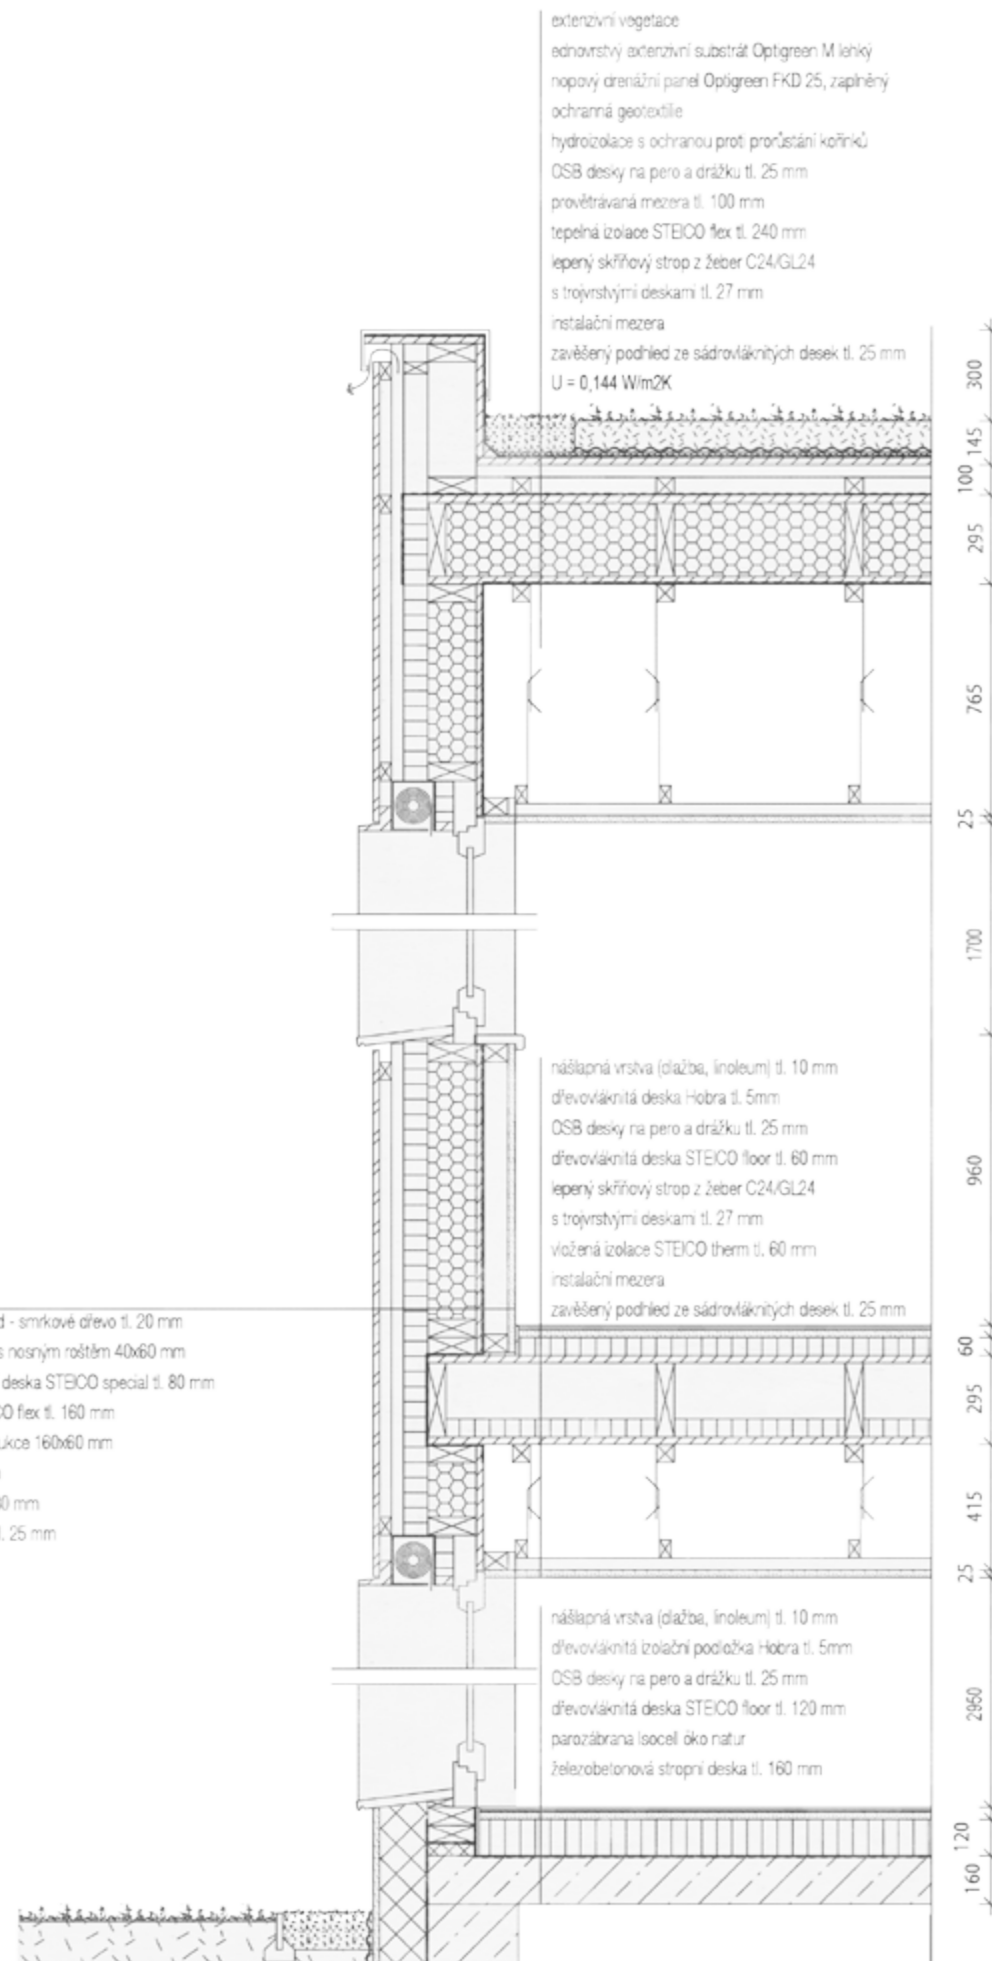 extenzivní vegetace
ednovrstvý extenzivní substrát Optigreen M lehký
nopový drenážní panel Optigreen FKD 25, zaplněný
ochranná geotextilie
hydroizolace s ochranou proti prorůstání kořínků
OSB desky na pero a drážku tl. 25 mm
provětrávaná mezera tl. 100 mm
tepelná izolace STEICO flex tl. 240 mm
lepený skříňový strop z žeber C24/GL24
s trojvrstvými deskami tl. 27 mm
instalační mezera
zavěšený podhled ze sádrovláknitých desek tl. 25 mm
U = 0,144 W/m2K
300
145
100
295
765
25
1700
nášlapná vrstva (dlažba, linoleum) tl. 10 mm
dřevovláknitá deska Hobra tl. 5mm
OSB desky na pero a drážku tl. 25 mm
dřevovláknitá deska STEICO floor tl. 60 mm
lepený skříňový strop z žeber C24/GL24
s trojvrstvými deskami tl. 27 mm
vložená izolace STEICO therm tl. 60 mm
instalační mezera
zavěšený podhled ze sádrovláknitých desek tl. 25 mm
960
d - smrkové dřevo tl. 20 mm
s nosným roštěm 40x60 mm
deska STEICO special tl. 80 mm
O flex tl. 160 mm
ukce 160x60 mm
0 mm
l. 25 mm
60
295
415
25
nášlapná vrstva (dlažba, linoleum) tl. 10 mm
dřevovláknitá izolační podložka Hobra tl. 5mm
OSB desky na pero a drážku tl. 25 mm
dřevovláknitá deska STEICO floor tl. 120 mm
parozábrana Isocell öko natur
železobetonová stropní deska tl. 160 mm
2950
120
160